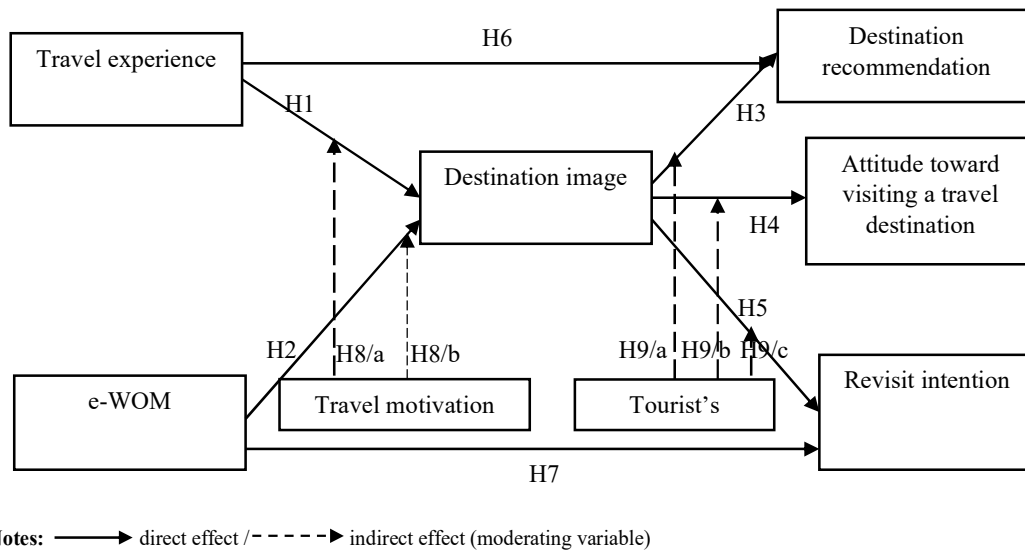 Travel experience
H6
Destination
recommendation
H1
H3
Destination image
Attitude toward
visiting a travel
destination
H4
H5
H2
H8/a
H8/b
H9/a
H9/b
H9/c
e-WOM
Travel motivation
Tourist's
Revisit intention
H7
Notes: direct effect / indirect effect (moderating variable)